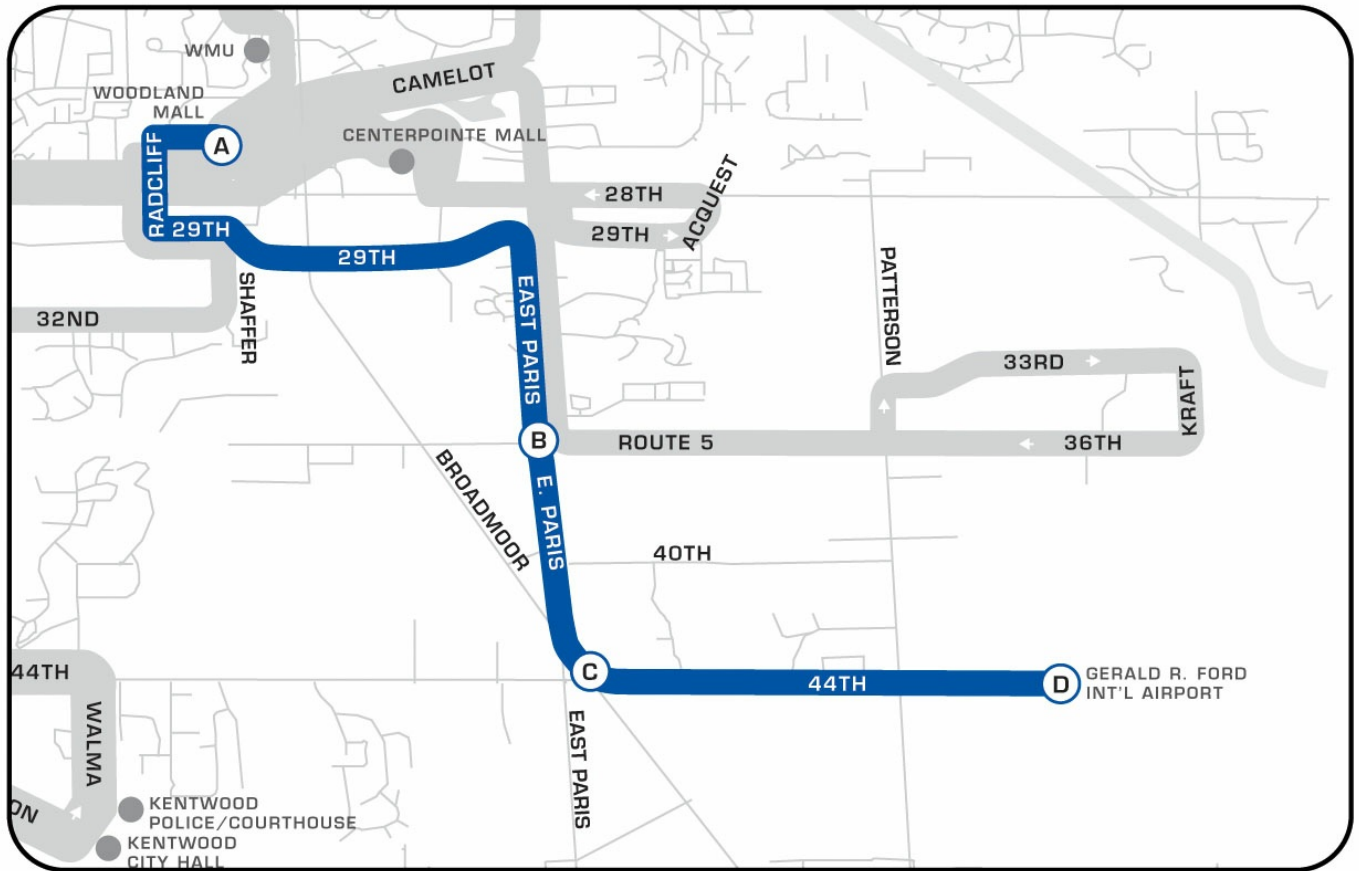 WMU
CAMELOT
WOODLAND
MALL
CENTERPOINTE MALL
A
RADCLIFF
28TH
ACQUEST
29TH
29TH
29TH
EAST PARIS
PATTERSON
SHAFFER
32ND
33RD
KRAFT
B
ROUTE 5
36TH
BROADMOOR
E. PARIS
40TH
44TH
C
44TH
D
GERALD R. FORD
INT'L AIRPORT
WALMA
EAST PARIS
ON
KENTWOOD
POLICE/COURTHOUSE
KENTWOOD
CITY HALL